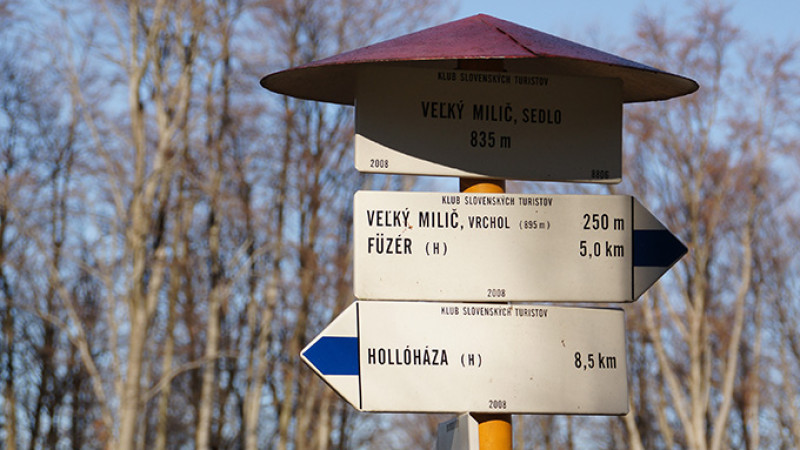 KLUB SLOVENSKÝCH TURISTOV
VEĽKÝ MILIČ, SEDLO
835 m
2008 8806
KLUB SLOVENSKÝCH TURISTOV
VEĽKÝ MILIČ, VRCHOL (895 m) 250 m
FÜZÉR (H) 5,0 km
2008
KLUB SLOVENSKÝCH TURISTOV
HOLLÓHÁZA (H) 8,5 km
2008